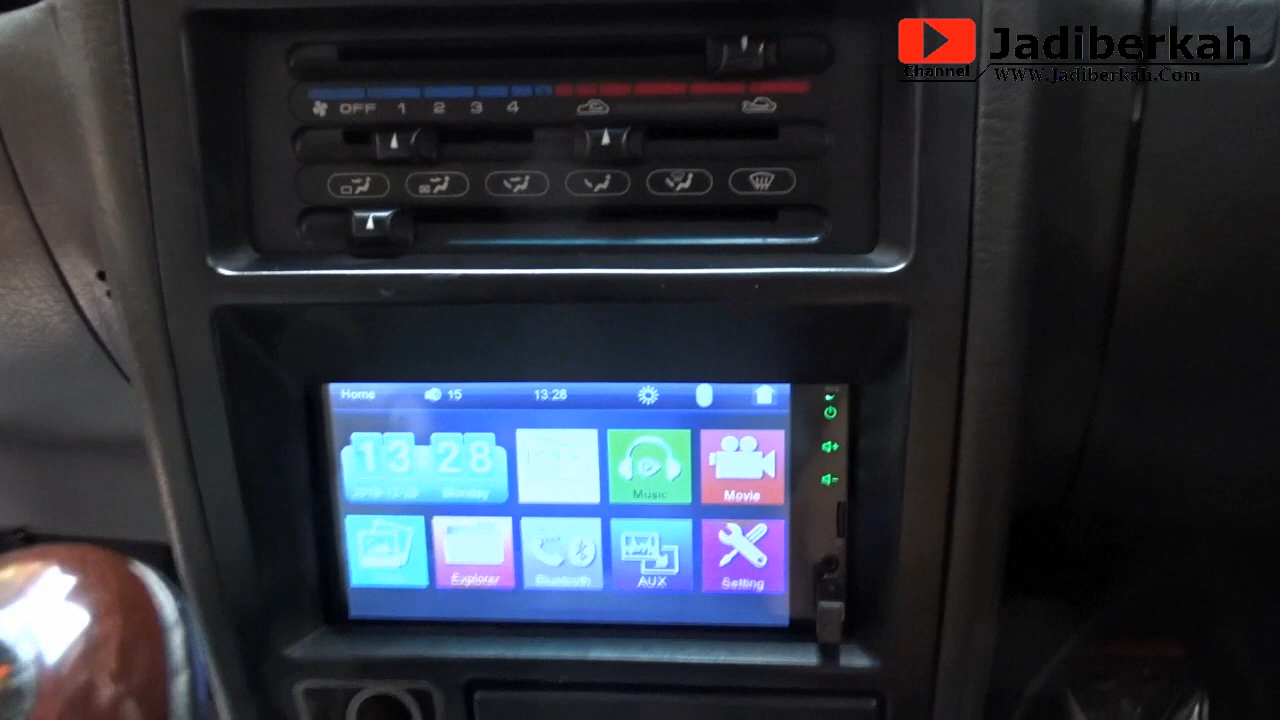 Jadiberkah
Channel
Www.Jadiberkah.Com
OFF 1 2 3 4
Home 15 13:28
13 28
Monday
Music
Movie
Explorer
Bluetooth
AUX
Setting